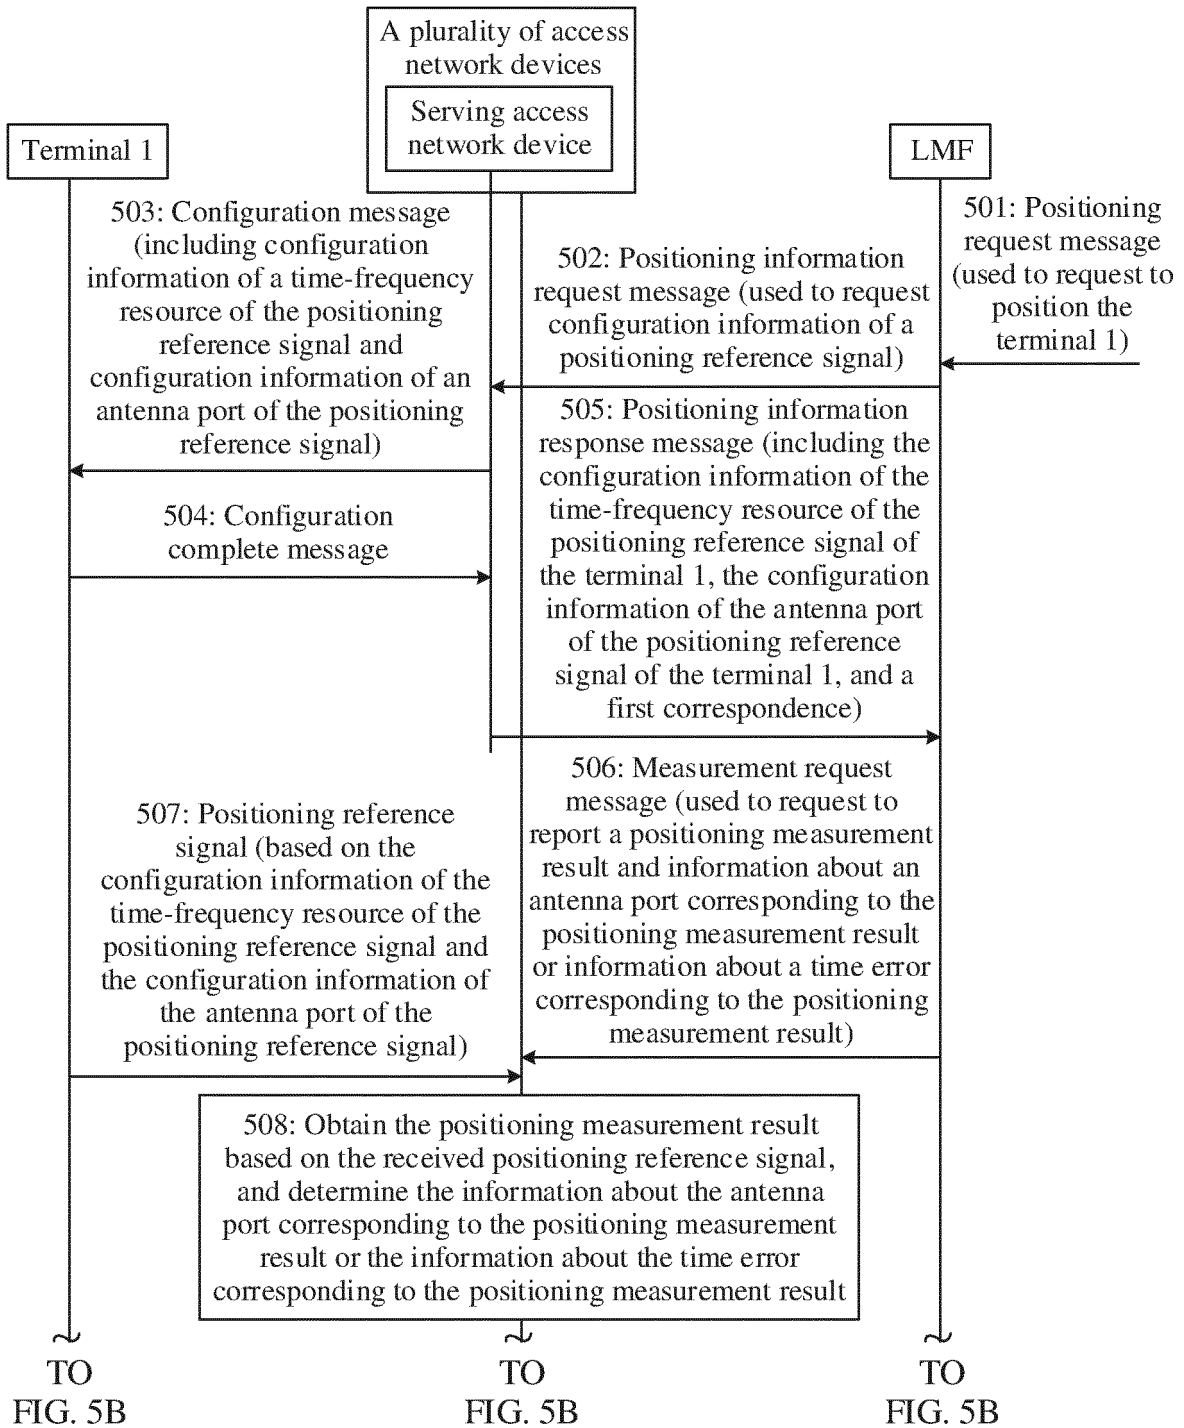 A plurality of access
network devices
Serving access
network device
Terminal 1
LMF
501: Positioning
request message
(used to request to
position the
terminal 1)
502: Positioning information
request message (used to request
configuration information of a
positioning reference signal)
503: Configuration message
(including configuration
information of a time-frequency
resource of the positioning
reference signal and
configuration information of an
antenna port of the positioning
reference signal)
504: Configuration
complete message
505: Positioning information
response message (including the
configuration information of the
time-frequency resource of the
positioning reference signal of
the terminal 1, the configuration
information of the antenna port
of the positioning reference
signal of the terminal 1, and a
first correspondence)
506: Measurement request
message (used to request to
report a positioning measurement
result and information about an
antenna port corresponding to the
positioning measurement result
or information about a time error
corresponding to the positioning
measurement result)
507: Positioning reference
signal (based on the
configuration information of the
time-frequency resource of the
positioning reference signal and
the configuration information of
the antenna port of the
positioning reference signal)
508: Obtain the positioning measurement result
based on the received positioning reference signal,
and determine the information about the antenna
port corresponding to the positioning measurement
result or the information about the time error
corresponding to the positioning measurement result
TO
FIG. 5B
TO
FIG. 5B
TO
FIG. 5B